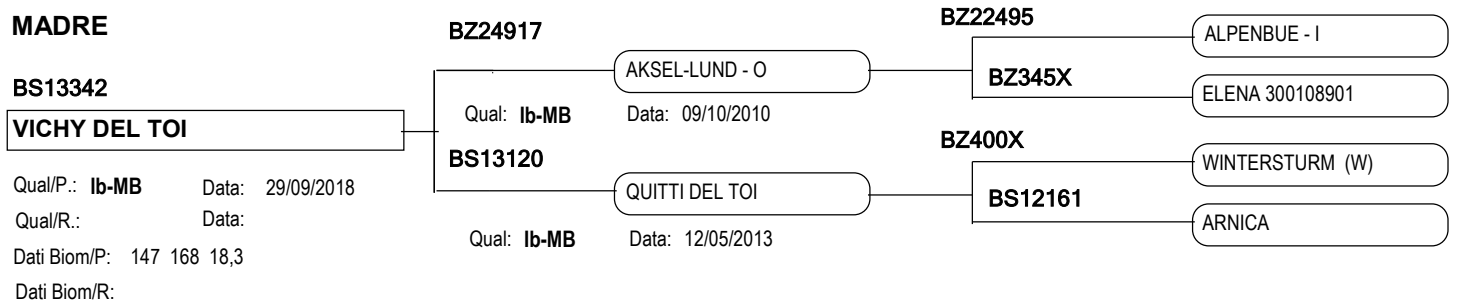 MADRE
BS13342
VICHY DEL TOI
Qual/P.: Ib-MB Data: 29/09/2018
Qual/R.: Data:
Dati Biom/P: 147 168 18,3
Dati Biom/R:
BZ24917
AKSEL-LUND - O
Qual: Ib-MB Data: 09/10/2010
BS13120
QUITTI DEL TOI
Qual: Ib-MB Data: 12/05/2013
BZ22495
ALPENBUE - I
BZ345X
ELENA 300108901
BZ400X
WINTERSTURM (W)
BS12161
ARNICA